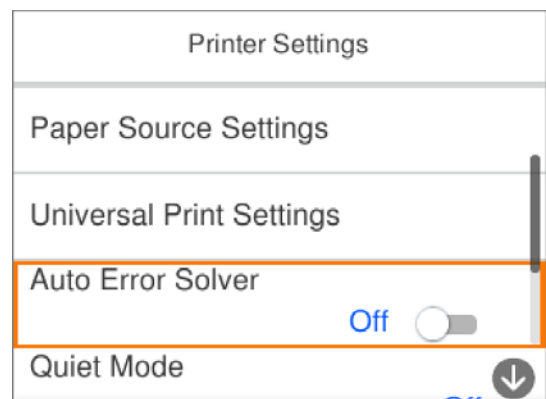 Printer Settings
Paper Source Settings
Universal Print Settings
Auto Error Solver
Off
Quiet Mode